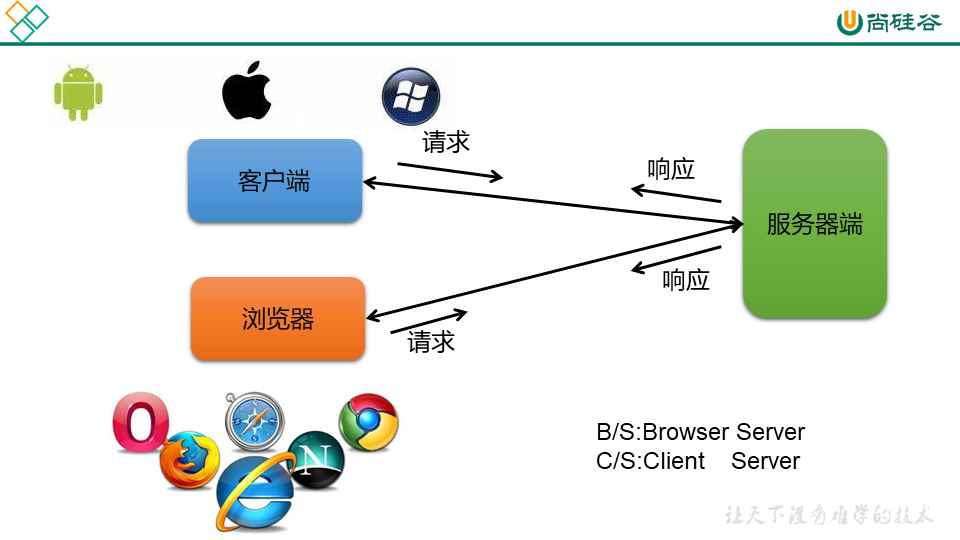 尚硅谷
请求
响应
客户端
服务器端
响应
浏览器
请求
B/S:Browser Server
C/S:Client    Server
让天下没有难学的技术